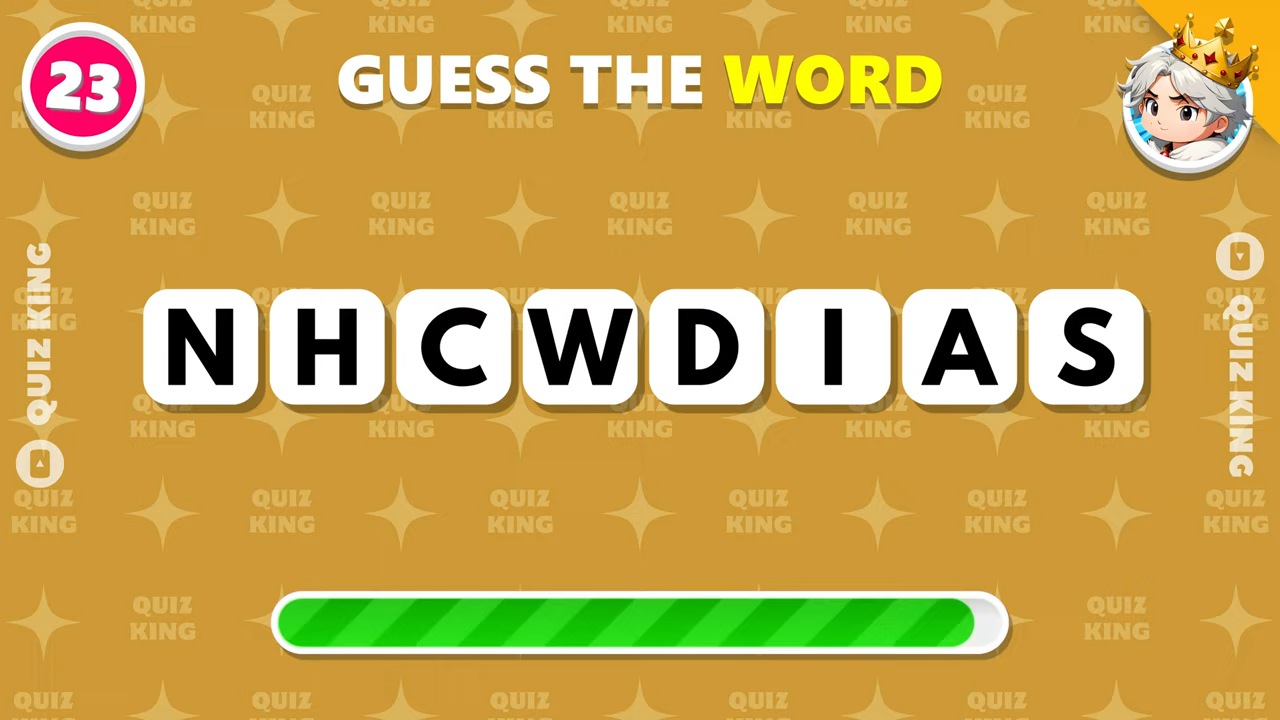 23
GUESS THE WORD
QUIZ KING
N H C W D I A S
QUIZ KING